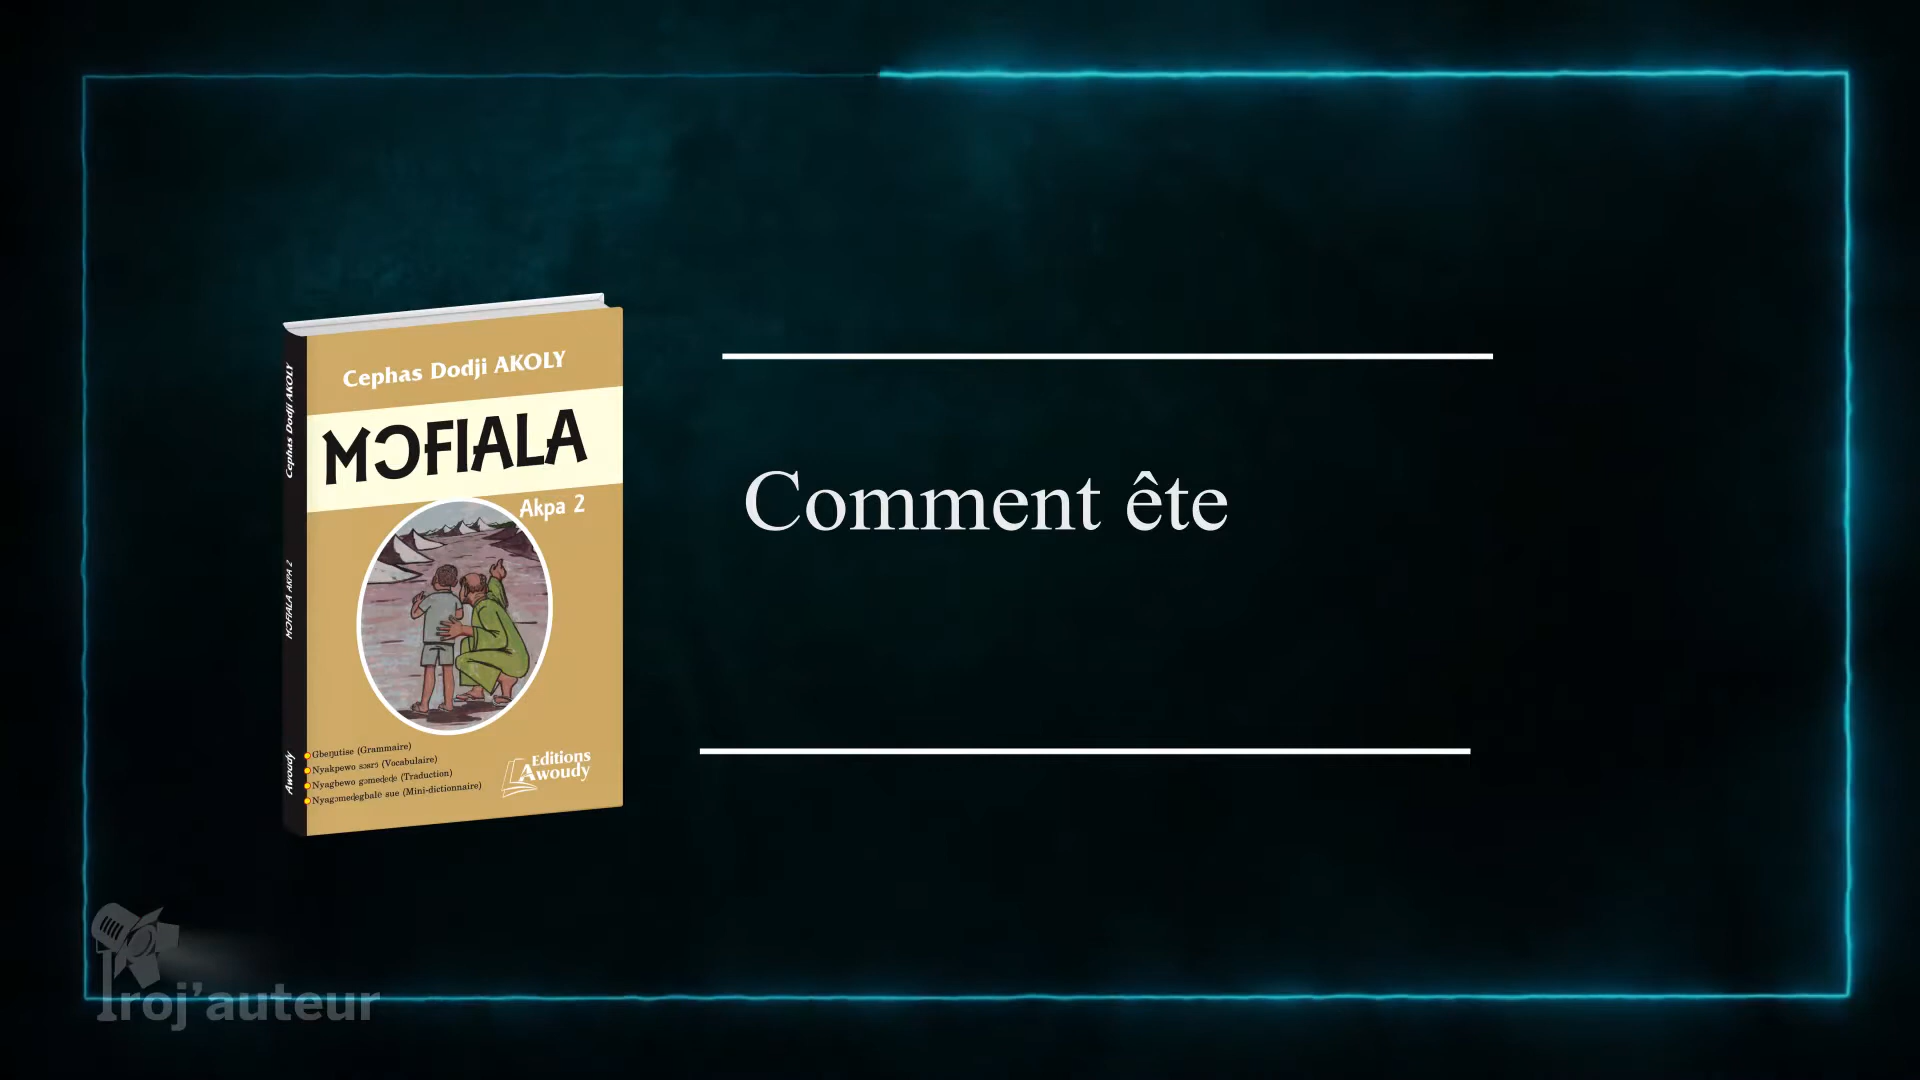 Cephas Dodji AKOLY
MƆFIALA
Akpa 2
Gbeŋutise (Grammaire)
Nyakpewo sɔsrɔ (Vocabulaire)
Nyagbewo gɔmeɖeɖe (Traduction)
Nyagɔmeɖegbalẽ sue (Mini-dictionnaire)
Editions
Awoudy
Cephas Dodji AKOLY
MƆFIALA AKPA 2
Awoudy
Comment ête
Proj'auteur